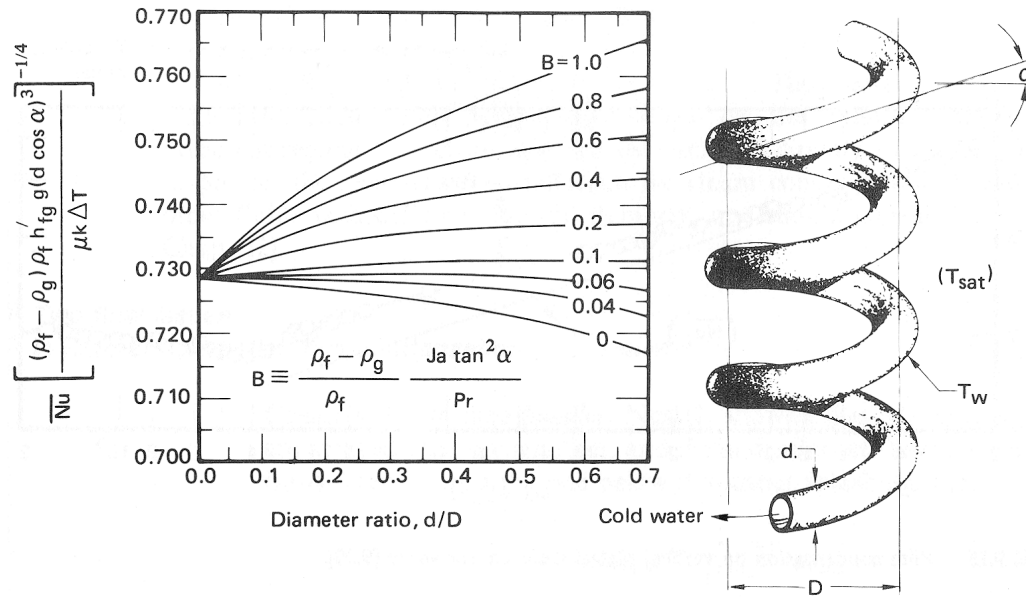 [ (ρf − ρg) ρf h′fg g(d cos α)³ / μk ΔT ]^−1/4
N̅u̅
0.770
0.760
0.750
0.740
0.730
0.720
0.710
0.700
B = 1.0
0.8
0.6
0.4
0.2
0.1
0.06
0.04
0
B ≡ (ρf − ρg) / ρf · Ja tan² α / Pr
0.0 0.1 0.2 0.3 0.4 0.5 0.6 0.7
Diameter ratio, d/D
(Tsat)
Tw
d.
Cold water
D